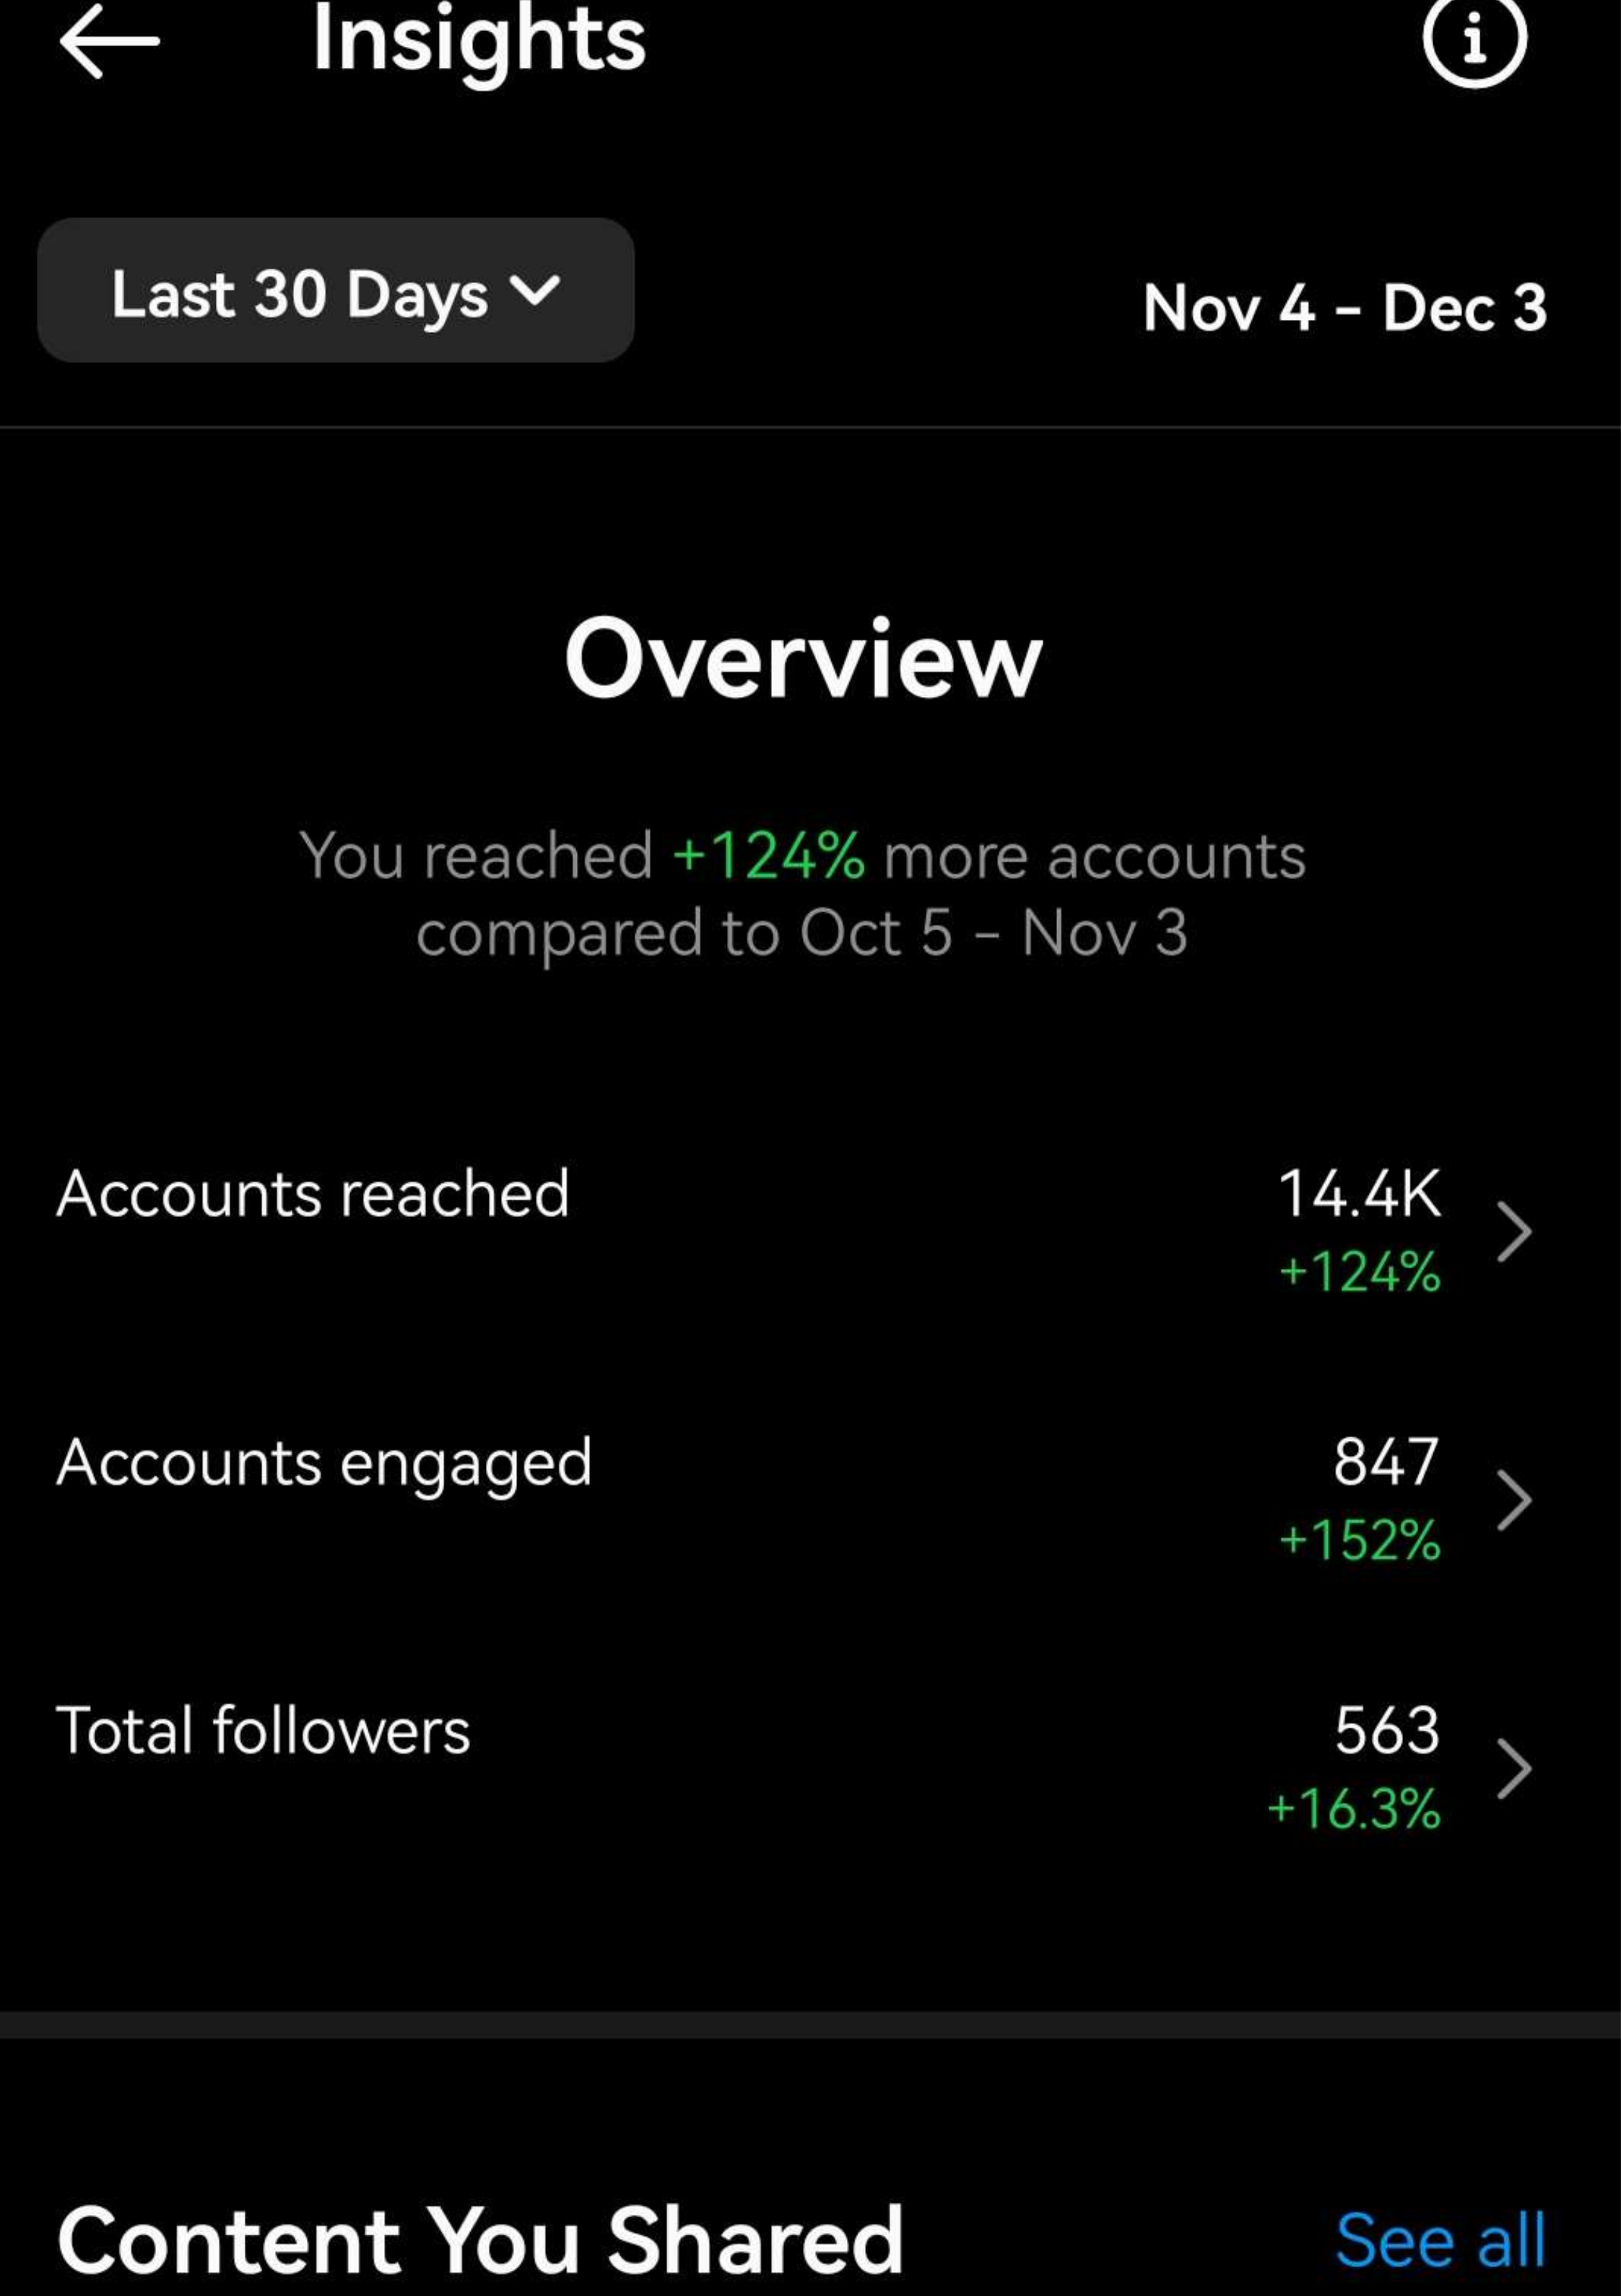 Insights
Last 30 Days
Nov 4 – Dec 3
Overview
You reached +124% more accounts
compared to Oct 5 – Nov 3
Accounts reached
14.4K
+124%
Accounts engaged
847
+152%
Total followers
563
+16.3%
Content You Shared
See all